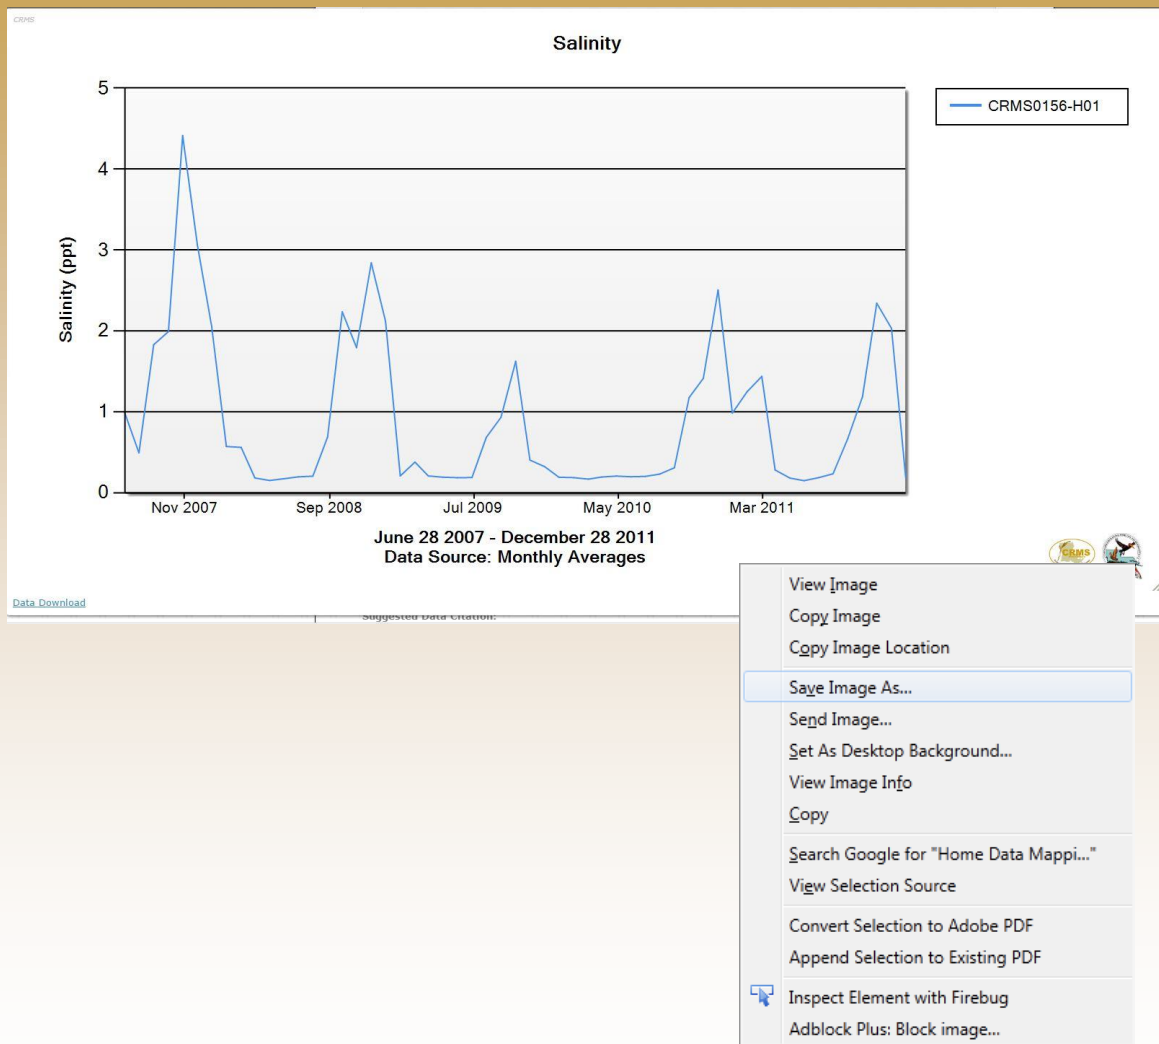 CRMS
Salinity
5
4
3
2
1
0
Salinity (ppt)
CRMS0156-H01
Nov 2007 Sep 2008 Jul 2009 May 2010 Mar 2011
June 28 2007 - December 28 2011
Data Source: Monthly Averages
CRMS
Data Download
Suggested Data Citation:
View Image
Copy Image
Copy Image Location
Save Image As...
Send Image...
Set As Desktop Background...
View Image Info
Copy
Search Google for "Home Data Mappi..."
View Selection Source
Convert Selection to Adobe PDF
Append Selection to Existing PDF
Inspect Element with Firebug
Adblock Plus: Block image...